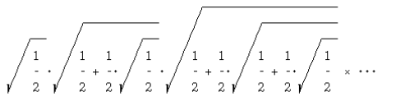 √(1/2) · √(1/2 + 1/2 · √(1/2)) · √(1/2 + 1/2 · √(1/2 + 1/2 · √(1/2))) × ⋯